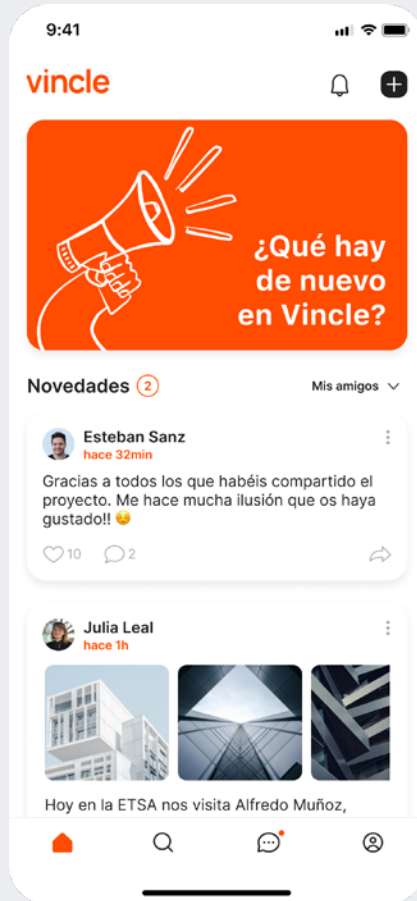 9:41
vincle
¿Qué hay
de nuevo
en Vincle?
Novedades 2
Mis amigos
Esteban Sanz
hace 32min
Gracias a todos los que habéis compartido el
proyecto. Me hace mucha ilusión que os haya
gustado!! ☺️
10 2
Julia Leal
hace 1h
Hoy en la ETSA nos visita Alfredo Muñoz,